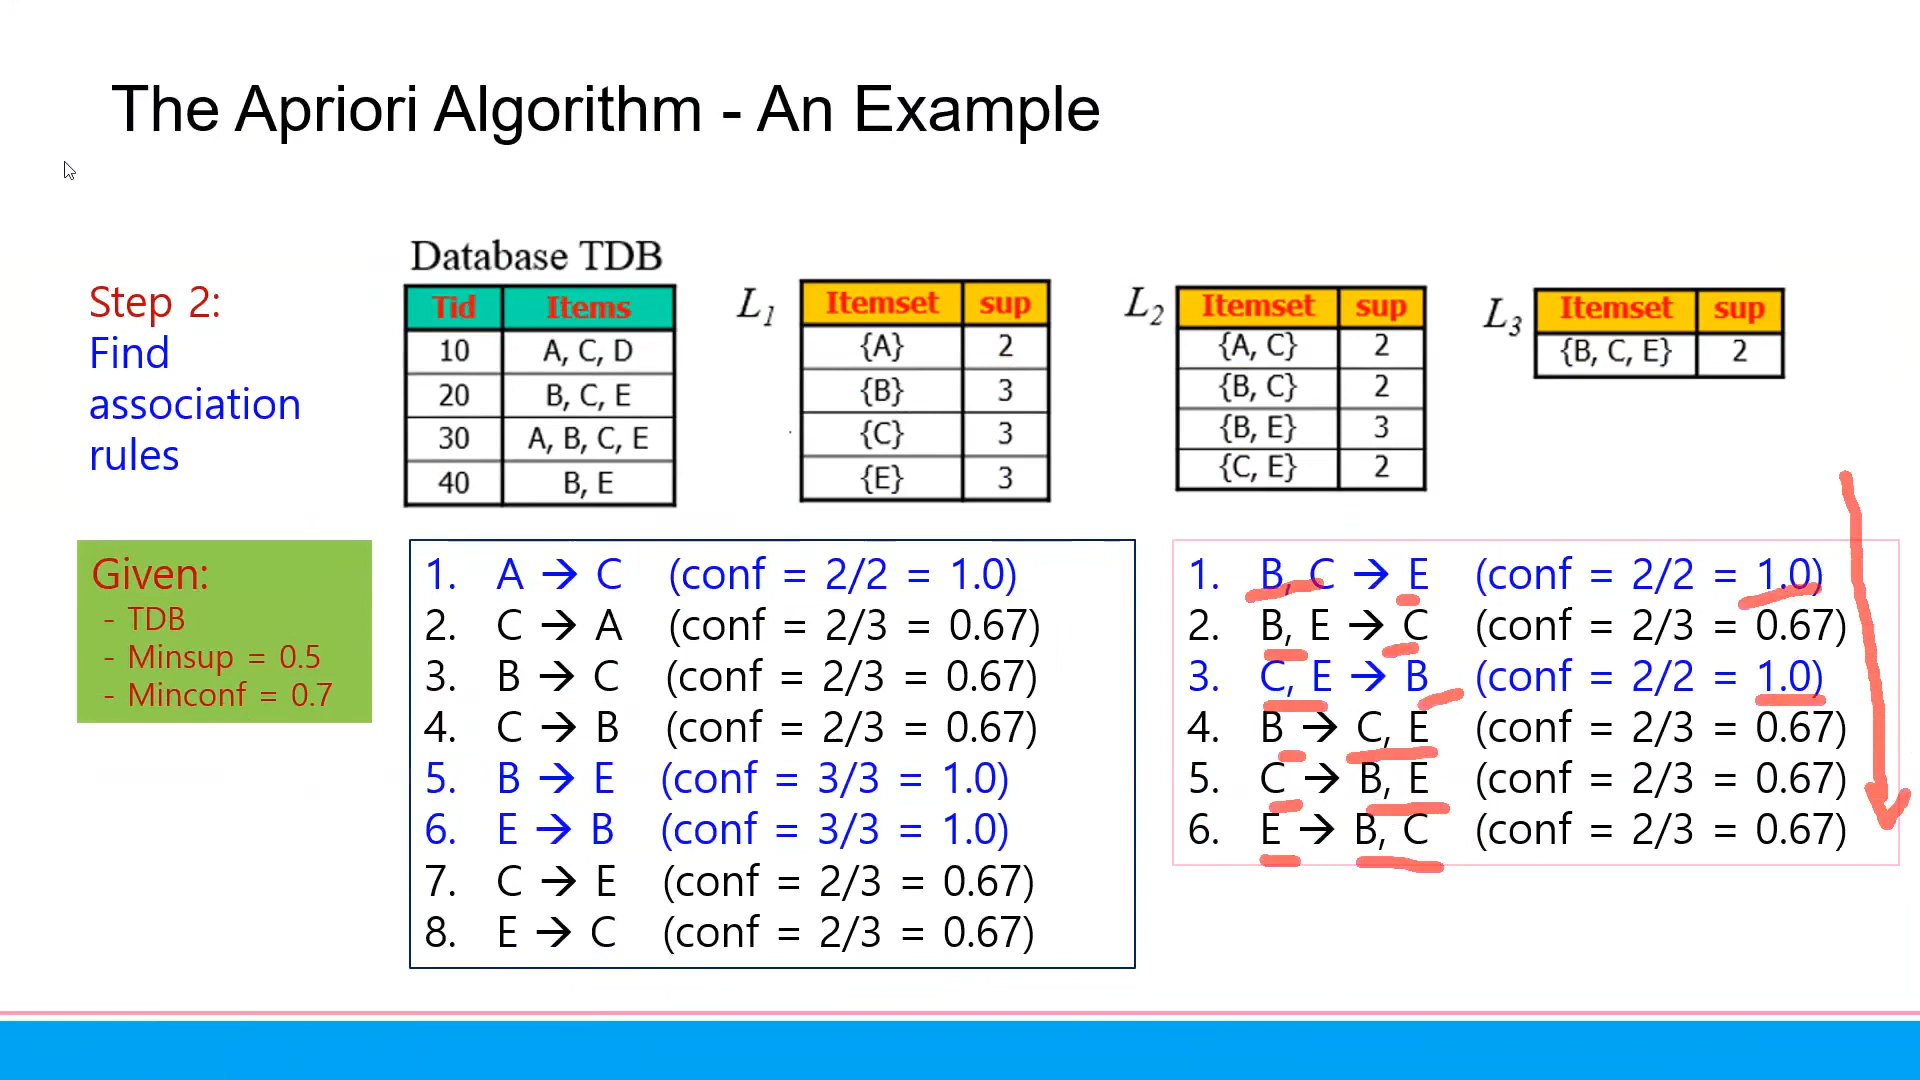 The Apriori Algorithm - An Example
Step 2:
Find
association
rules
Database TDB
Tid Items
10 A, C, D
20 B, C, E
30 A, B, C, E
40 B, E
L1
Itemset sup
{A} 2
{B} 3
{C} 3
{E} 3
L2
Itemset sup
{A, C} 2
{B, C} 2
{B, E} 3
{C, E} 2
L3
Itemset sup
{B, C, E} 2
Given:
- TDB
- Minsup = 0.5
- Minconf = 0.7
1. A → C (conf = 2/2 = 1.0)
2. C → A (conf = 2/3 = 0.67)
3. B → C (conf = 2/3 = 0.67)
4. C → B (conf = 2/3 = 0.67)
5. B → E (conf = 3/3 = 1.0)
6. E → B (conf = 3/3 = 1.0)
7. C → E (conf = 2/3 = 0.67)
8. E → C (conf = 2/3 = 0.67)
1. B, C → E (conf = 2/2 = 1.0)
2. B, E → C (conf = 2/3 = 0.67)
3. C, E → B (conf = 2/2 = 1.0)
4. B → C, E (conf = 2/3 = 0.67)
5. C → B, E (conf = 2/3 = 0.67)
6. E → B, C (conf = 2/3 = 0.67)